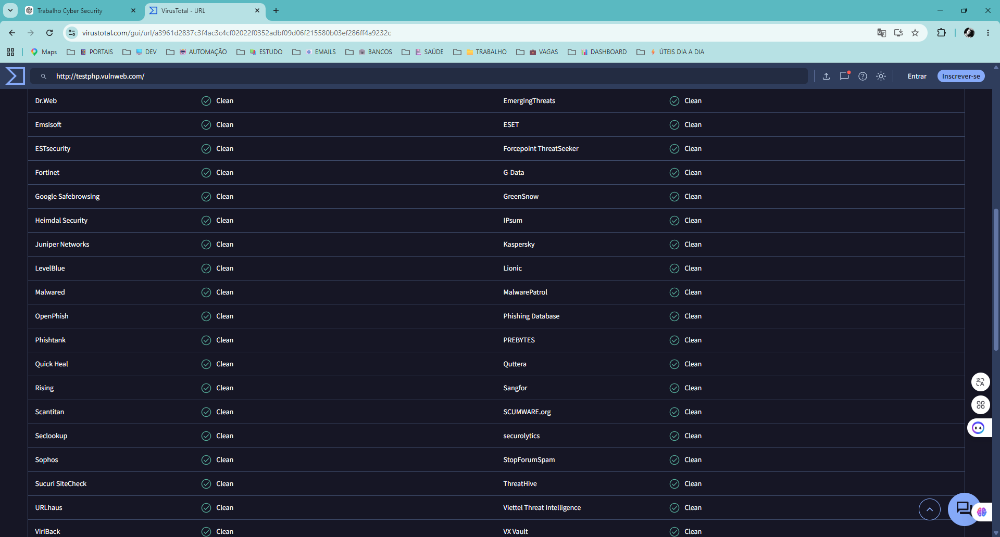 Trabalho Cyber Security
VirusTotal - URL
virustotal.com/gui/url/a3961d2837c3f4ac3c4cf02022f0352adbf09d06f215580b03ef286ff4a9232c
Maps PORTAIS DEV AUTOMAÇÃO ESTUDO EMAILS BANCOS SAÚDE TRABALHO VAGAS DASHBOARD ÚTEIS DIA A DIA
http://testphp.vulnweb.com/ Entrar Inscrever-se
Dr.Web Clean EmergingThreats Clean
Emsisoft Clean ESET Clean
ESTsecurity Clean Forcepoint ThreatSeeker Clean
Fortinet Clean G-Data Clean
Google Safebrowsing Clean GreenSnow Clean
Heimdal Security Clean IPsum Clean
Juniper Networks Clean Kaspersky Clean
LevelBlue Clean Lionic Clean
Malwared Clean MalwarePatrol Clean
OpenPhish Clean Phishing Database Clean
Phishtank Clean PREBYTES Clean
Quick Heal Clean Quttera Clean
Rising Clean Sangfor Clean
Scantitan Clean SCUMWARE.org Clean
Seclookup Clean securolytics Clean
Sophos Clean StopForumSpam Clean
Sucuri SiteCheck Clean ThreatHive Clean
URLhaus Clean Viettel Threat Intelligence Clean
ViriBack Clean VX Vault Clean